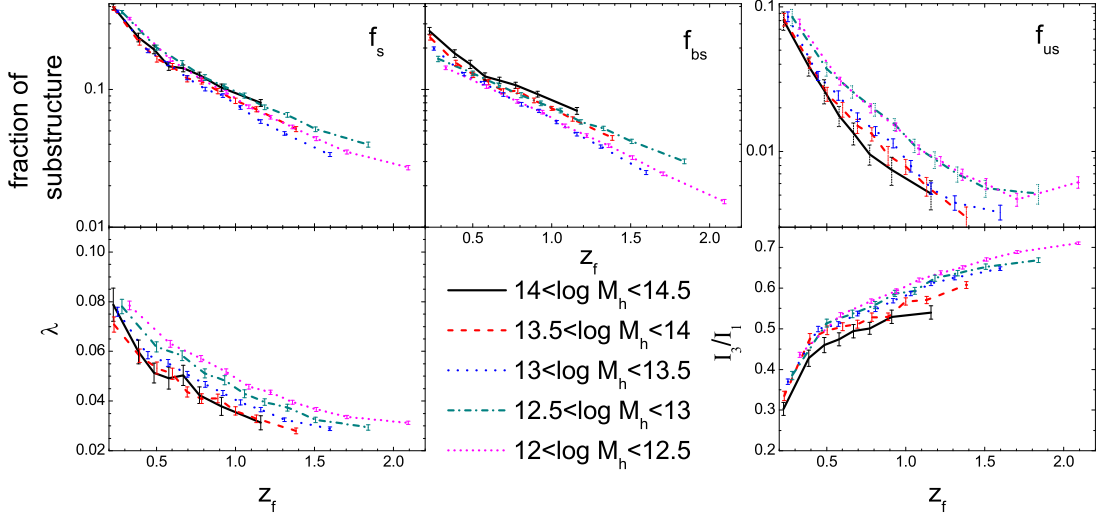 fraction of
substructure
0.1
0.01
f_s
f_bs
0.5 1.0 1.5 2.0
z_f
0.1
0.01
f_us
λ
0.10
0.08
0.06
0.04
0.02
0.5 1.0 1.5 2.0
z_f
14<log M_h<14.5
13.5<log M_h<14
13<log M_h<13.5
12.5<log M_h<13
12<log M_h<12.5
I_3/I_1
0.7
0.6
0.5
0.4
0.3
0.2
0.5 1.0 1.5 2.0
z_f